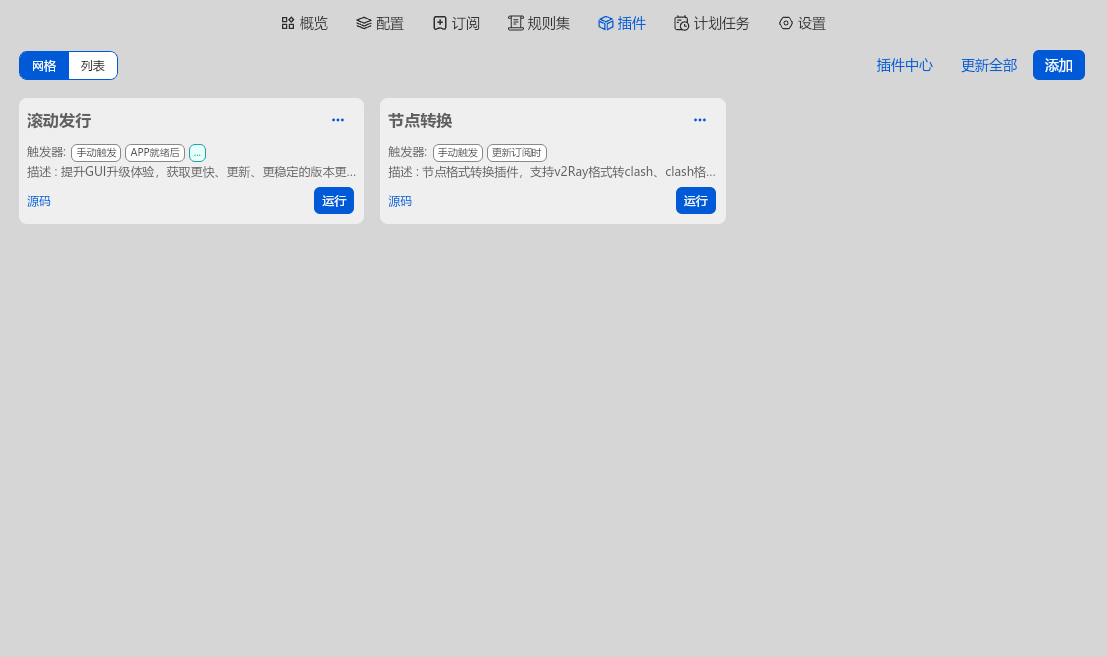 概览 配置 订阅 规则集 插件 计划任务 设置
网格 列表 插件中心 更新全部 添加
滚动发行
触发器: 手动触发 APP就绪后 ...
描述 : 提升GUI升级体验，获取更快、更新、更稳定的版本更...
源码 运行
节点转换
触发器: 手动触发 更新订阅时
描述 : 节点格式转换插件，支持v2Ray格式转clash、clash格...
源码 运行